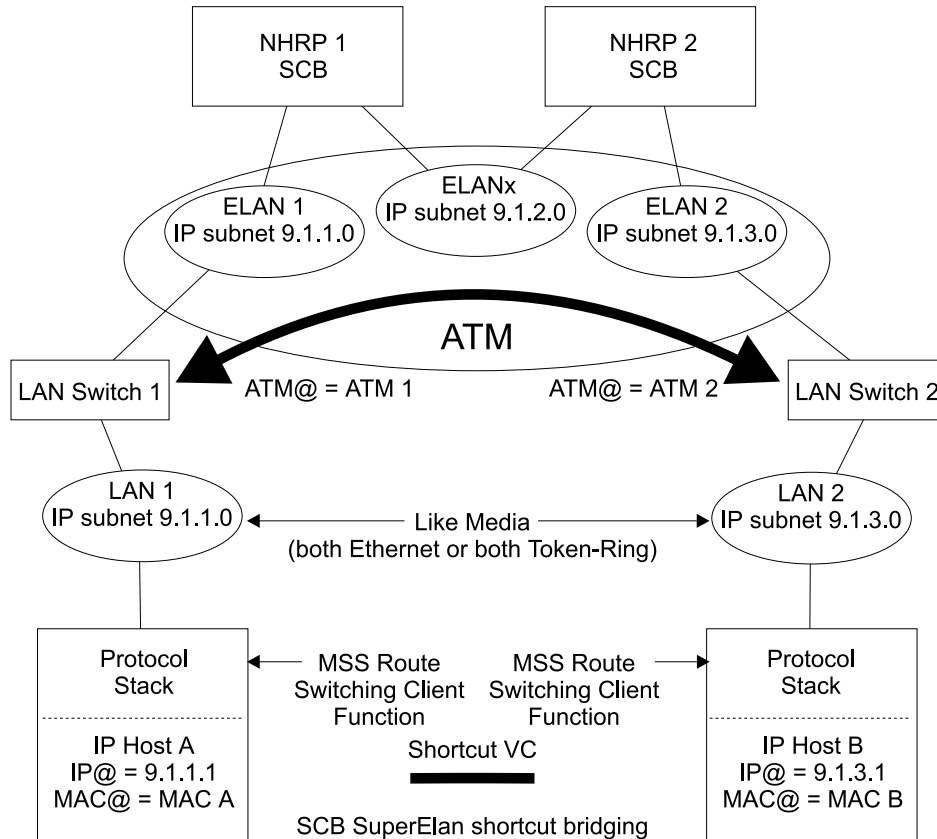 NHRP 1
SCB
NHRP 2
SCB
ELAN 1
IP subnet 9.1.1.0
ELANx
IP subnet 9.1.2.0
ELAN 2
IP subnet 9.1.3.0
ATM
LAN Switch 1
ATM@ = ATM 1
ATM@ = ATM 2
LAN Switch 2
LAN 1
IP subnet 9.1.1.0
Like Media
(both Ethernet or both Token-Ring)
LAN 2
IP subnet 9.1.3.0
Protocol
Stack
MSS Route
Switching Client
Function
MSS Route
Switching Client
Function
Protocol
Stack
IP Host A
IP@ = 9.1.1.1
MAC@ = MAC A
Shortcut VC
IP Host B
IP@ = 9.1.3.1
MAC@ = MAC B
SCB SuperElan shortcut bridging